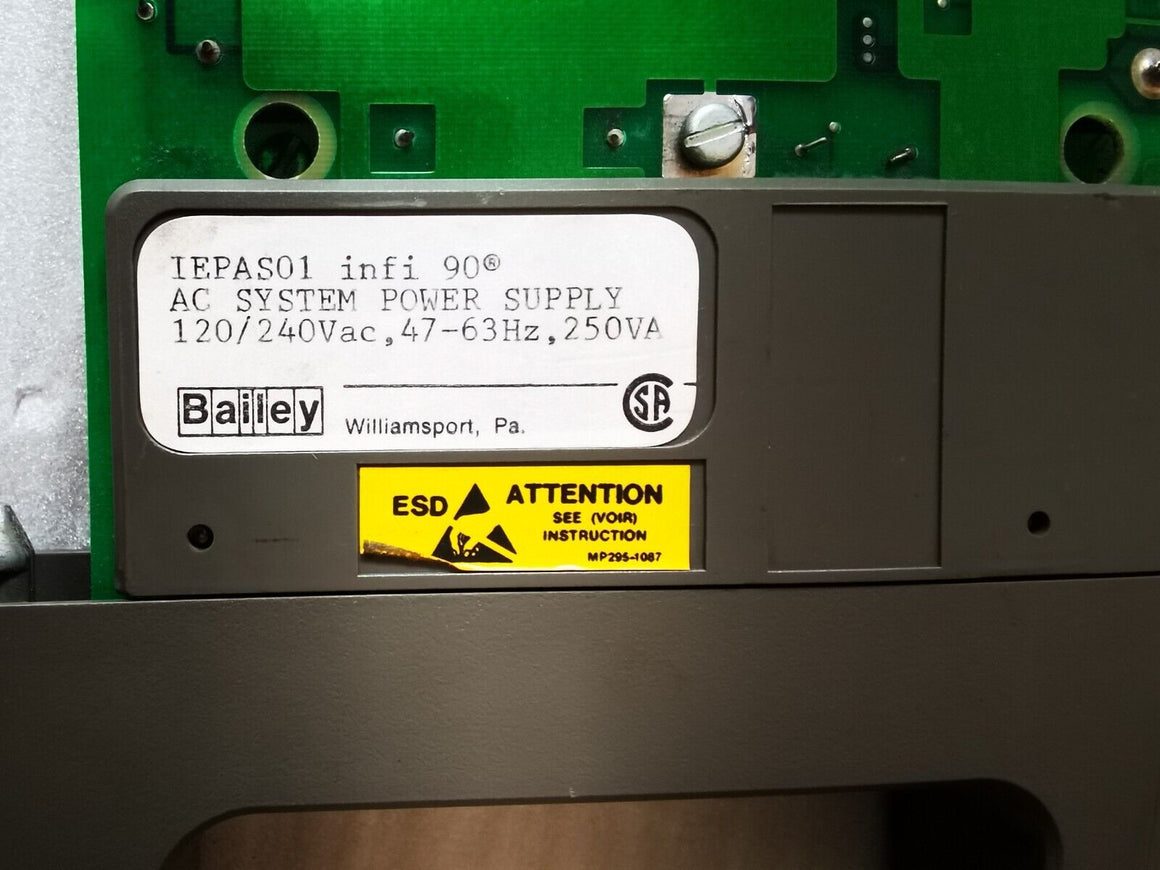 IEPAS01 infi 90®
AC SYSTEM POWER SUPPLY
120/240Vac,47-63Hz,250VA
Bailey
Williamsport, Pa.
CSA
ESD
ATTENTION
SEE (VOIR)
INSTRUCTION
MP295-1087